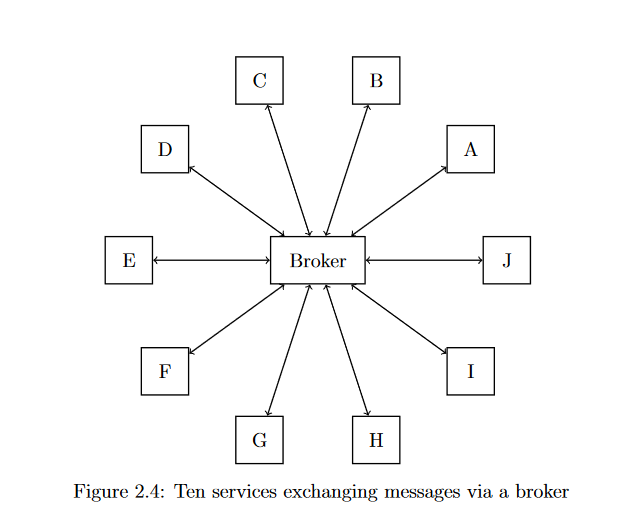 C B
D A
E Broker J
F I
G H
Figure 2.4: Ten services exchanging messages via a broker